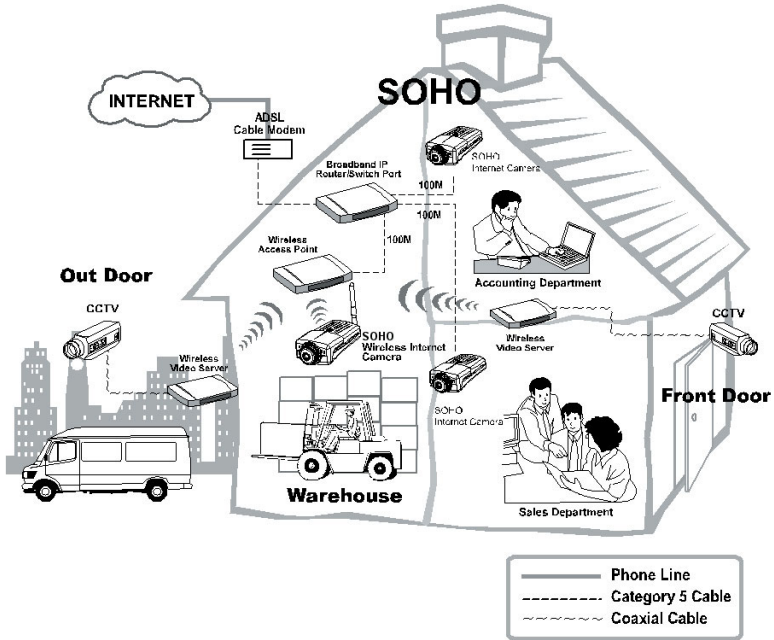 SOHO
INTERNET
ADSL
Cable Modem
Broadband IP
Router/Switch Port
100M
100M
100M
SOHO
Internet Camera
Wireless
Access Point
Out Door
CCTV
Wireless
Video Server
SOHO
Wireless Internet
Camera
Accounting Department
Wireless
Video Server
CCTV
Front Door
SOHO
Internet Camera
Warehouse
Sales Department
Phone Line
Category 5 Cable
Coaxial Cable